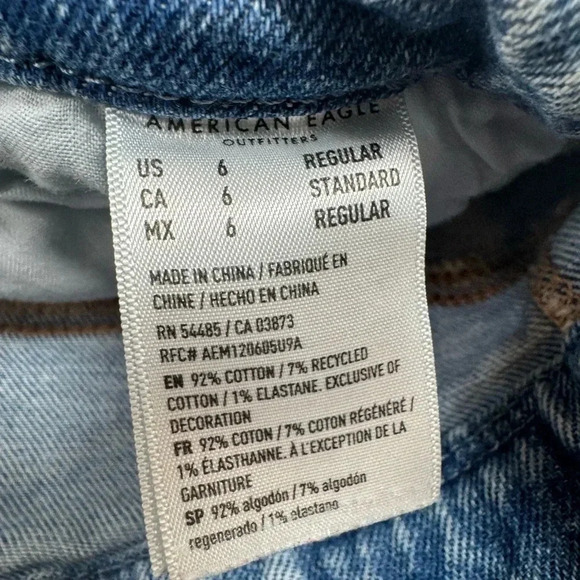 AMERICAN EAGLE
OUTFITTERS
US 6 REGULAR
CA 6 STANDARD
MX 6 REGULAR
MADE IN CHINA / FABRIQUÉ EN
CHINE / HECHO EN CHINA
RN 54485 / CA 03873
RFC# AEM120605U9A
EN 92% COTTON / 7% RECYCLED
COTTON / 1% ELASTANE. EXCLUSIVE OF
DECORATION
FR 92% COTON / 7% COTON RÉGÉNÉRÉ /
1% ÉLASTHANNE. À L'EXCEPTION DE LA
GARNITURE
SP 92% algodón / 7% algodón
regenerado / 1% elastano